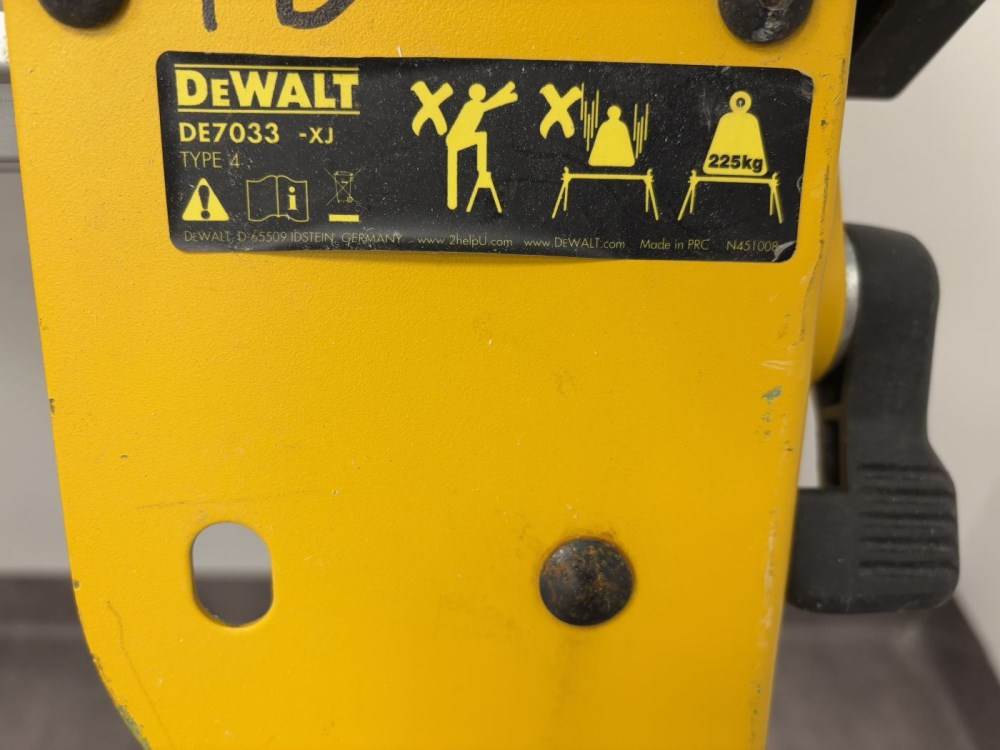 DEWALT
DE7033 -XJ
TYPE 4
225kg
DEWALT, D-65509 IDSTEIN, GERMANY www.2helpU.com www.DEWALT.com Made in PRC N451008